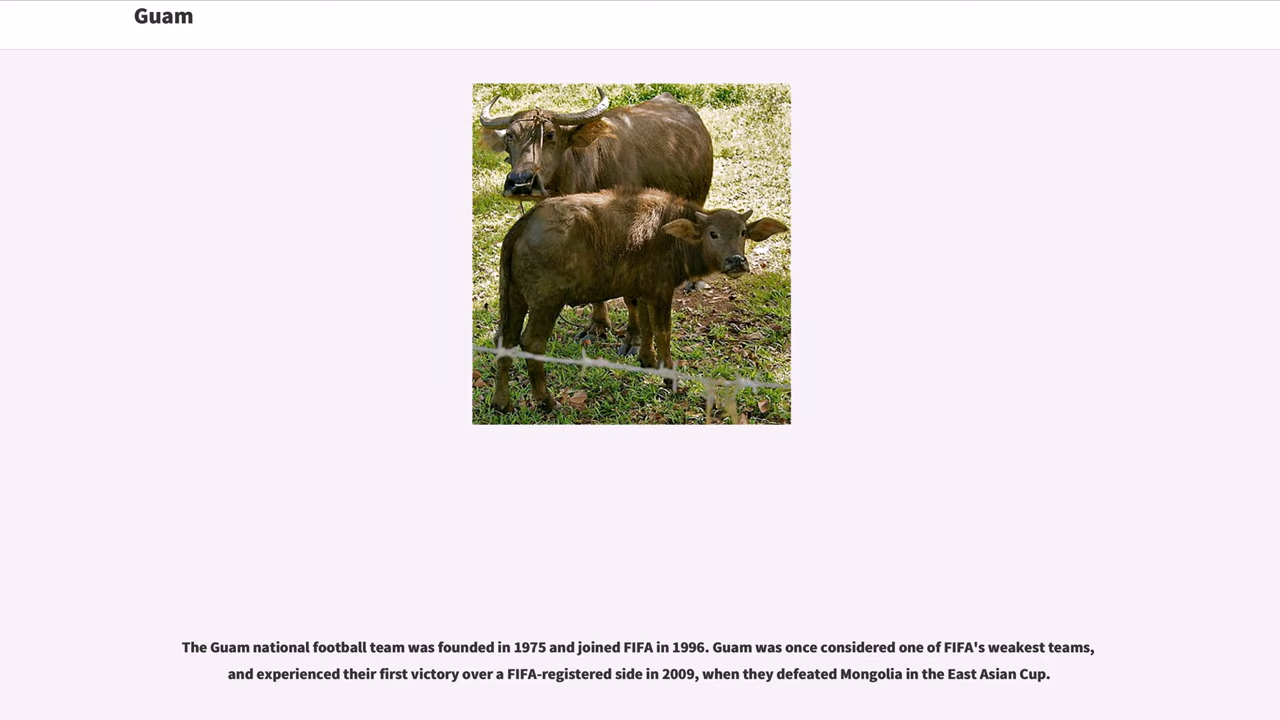 Guam
The Guam national football team was founded in 1975 and joined FIFA in 1996. Guam was once considered one of FIFA's weakest teams,
and experienced their first victory over a FIFA-registered side in 2009, when they defeated Mongolia in the East Asian Cup.